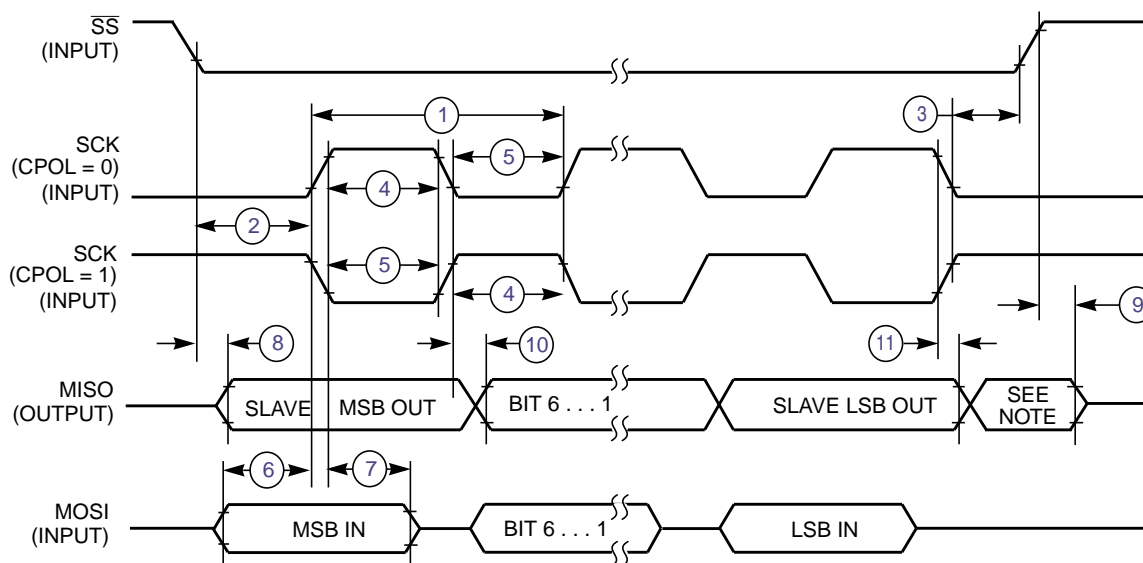 SS
(INPUT)
1
3
SCK
(CPOL = 0)
(INPUT)
5
4
2
SCK
(CPOL = 1)
(INPUT)
5
4
9
8
10
11
MISO
(OUTPUT)
SLAVE
MSB OUT
BIT 6 . . . 1
SLAVE LSB OUT
SEE
NOTE
6
7
MOSI
(INPUT)
MSB IN
BIT 6 . . . 1
LSB IN